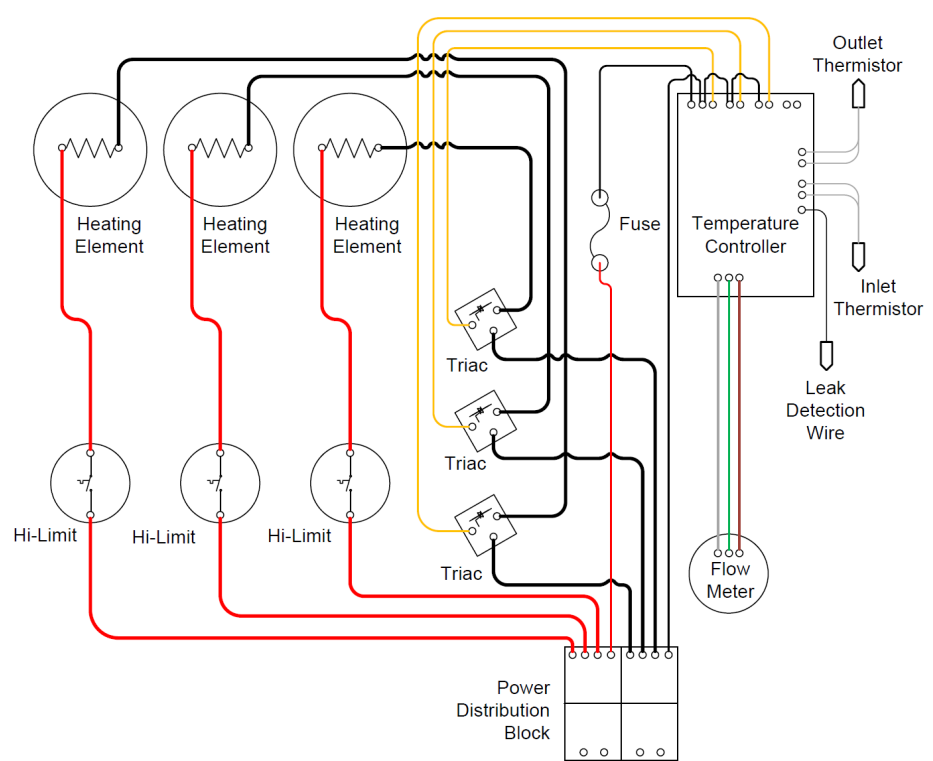 Outlet
Thermistor
Heating
Element
Heating
Element
Heating
Element
Fuse
Temperature
Controller
Inlet
Thermistor
Triac
Leak
Detection
Wire
Triac
Hi-Limit
Hi-Limit
Hi-Limit
Triac
Flow
Meter
Power
Distribution
Block